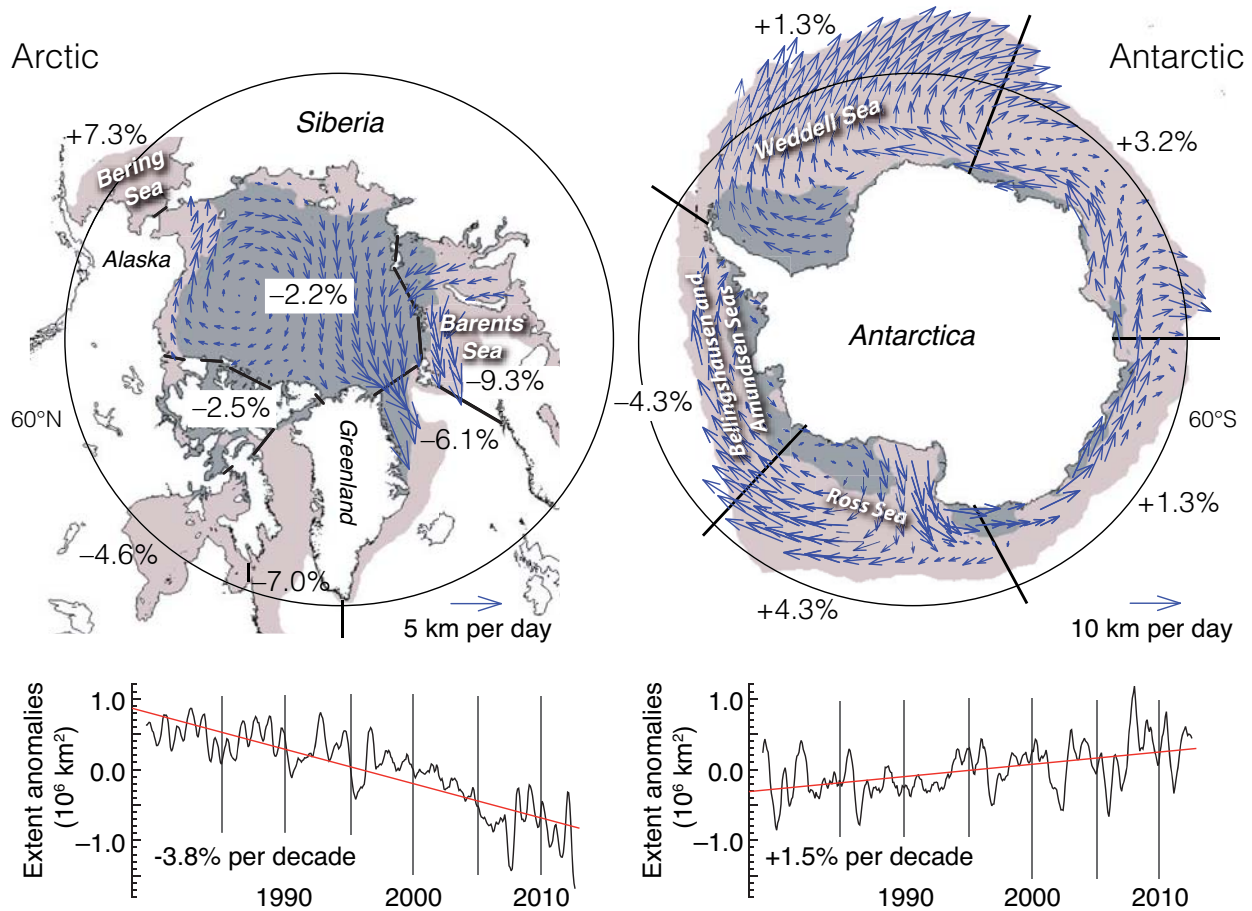 Arctic
+7.3%
Bering
Sea
Siberia
Alaska
−2.2%
Barents
Sea
−9.3%
−2.5%
60°N
−6.1%
Greenland
−4.6%
−7.0%
5 km per day
Antarctic
+1.3%
Weddell Sea
+3.2%
Bellingshausen and
Amundsen Seas
Antarctica
−4.3%
60°S
Ross Sea
+1.3%
+4.3%
10 km per day
Extent anomalies
(10⁶ km²)
1.0
0.0
−1.0
-3.8% per decade
1990
2000
2010
Extent anomalies
(10⁶ km²)
1.0
0.0
−1.0
+1.5% per decade
1990
2000
2010